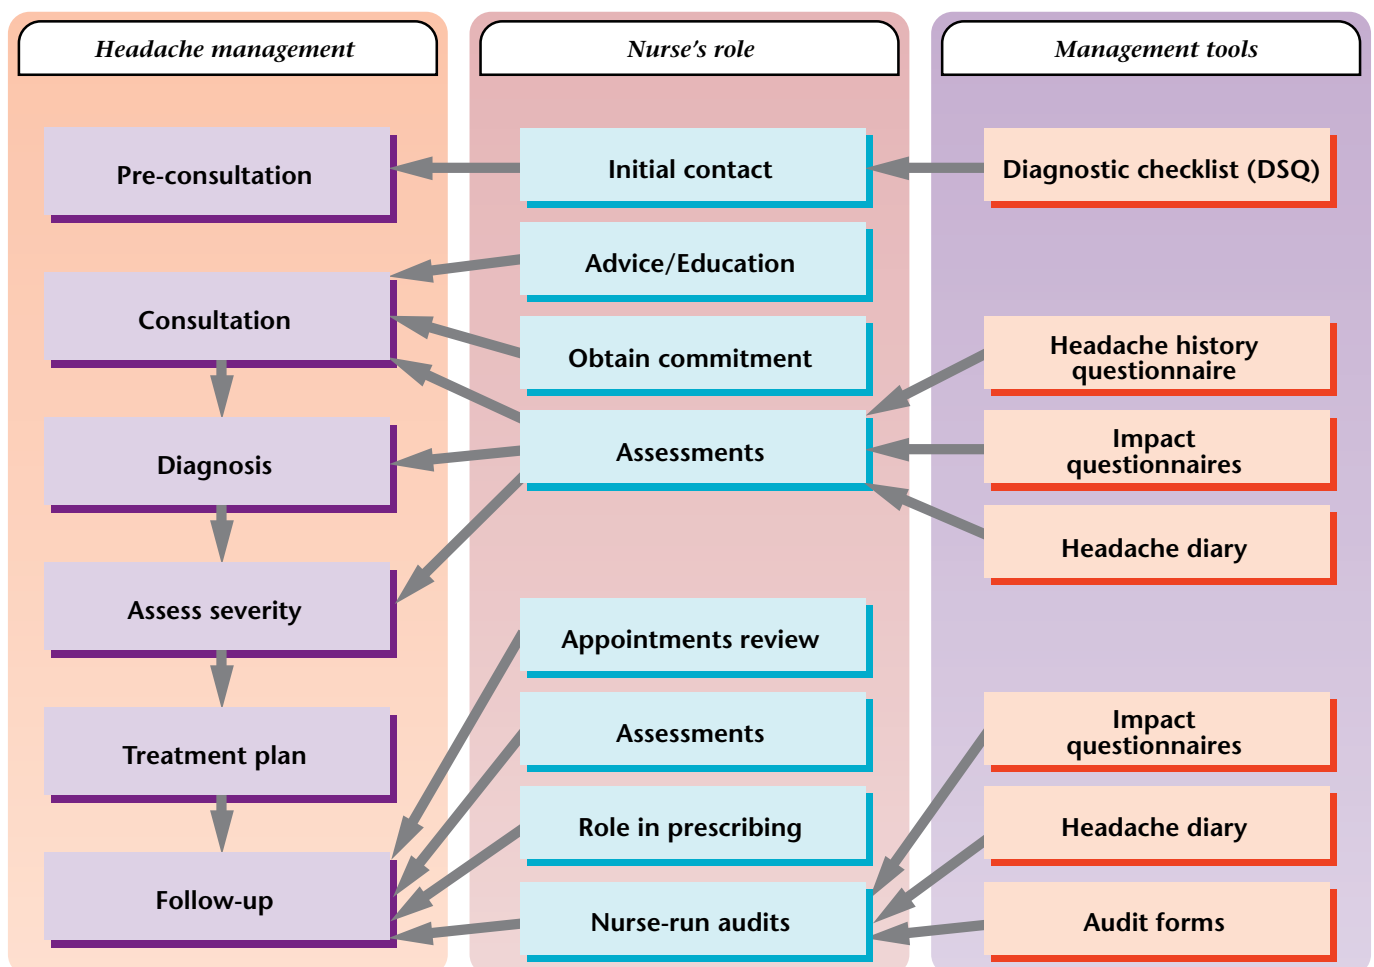 Headache management
Pre-consultation
Consultation
Diagnosis
Assess severity
Treatment plan
Follow-up
Nurse’s role
Initial contact
Advice/Education
Obtain commitment
Assessments
Appointments review
Assessments
Role in prescribing
Nurse-run audits
Management tools
Diagnostic checklist (DSQ)
Headache history
questionnaire
Impact
questionnaires
Headache diary
Impact
questionnaires
Headache diary
Audit forms